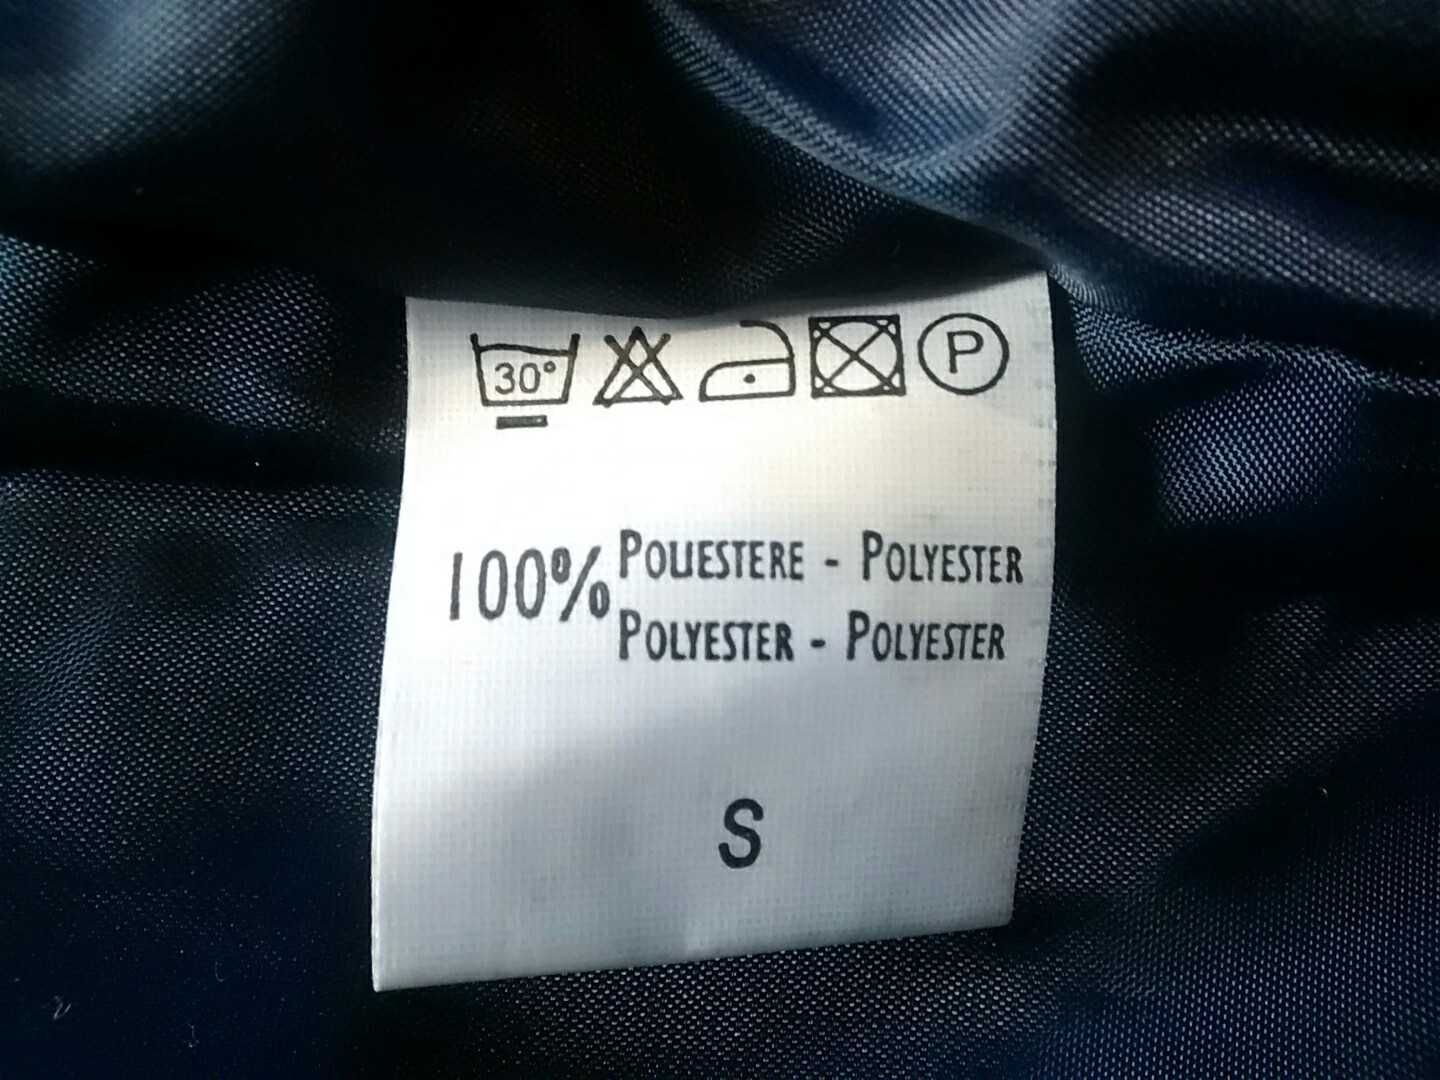 30° P
100% POLIESTERE - POLYESTER
POLYESTER - POLYESTER
S